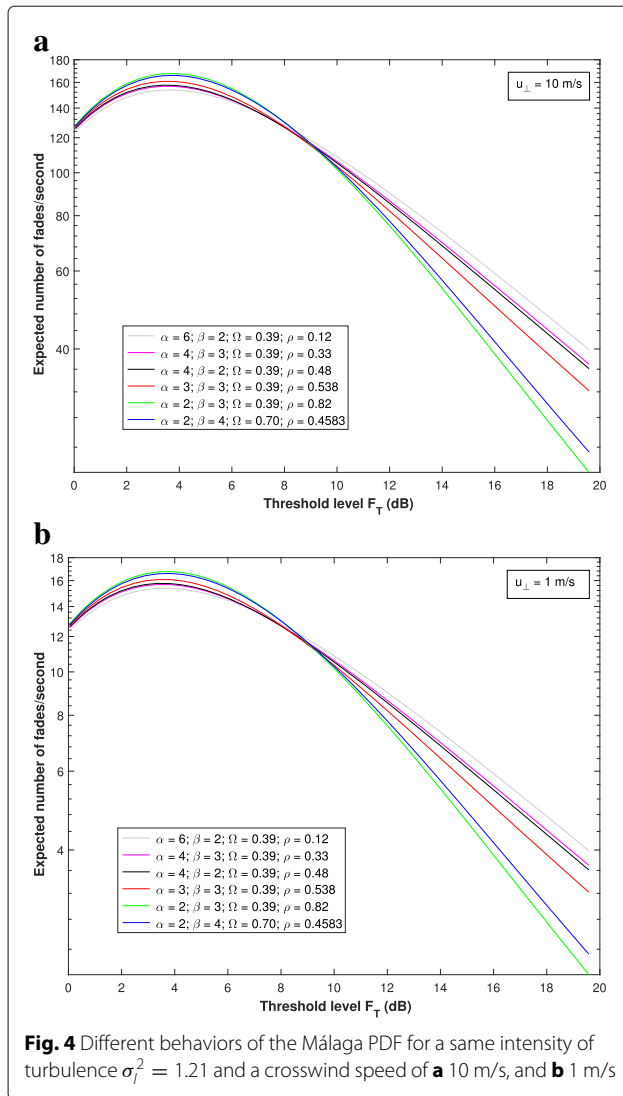 a
u⊥ = 10 m/s
180
160
140
120
100
80
60
40
Expected number of fades/second
α = 6; β = 2; Ω = 0.39; ρ = 0.12
α = 4; β = 3; Ω = 0.39; ρ = 0.33
α = 4; β = 2; Ω = 0.39; ρ = 0.48
α = 3; β = 3; Ω = 0.39; ρ = 0.538
α = 2; β = 3; Ω = 0.39; ρ = 0.82
α = 2; β = 4; Ω = 0.70; ρ = 0.4583
0 2 4 6 8 10 12 14 16 18 20
Threshold level F_T (dB)
b
u⊥ = 1 m/s
18
16
14
12
10
8
6
4
Expected number of fades/second
α = 6; β = 2; Ω = 0.39; ρ = 0.12
α = 4; β = 3; Ω = 0.39; ρ = 0.33
α = 4; β = 2; Ω = 0.39; ρ = 0.48
α = 3; β = 3; Ω = 0.39; ρ = 0.538
α = 2; β = 3; Ω = 0.39; ρ = 0.82
α = 2; β = 4; Ω = 0.70; ρ = 0.4583
0 2 4 6 8 10 12 14 16 18 20
Threshold level F_T (dB)
Fig. 4 Different behaviors of the Málaga PDF for a same intensity of
turbulence σ_I^2 = 1.21 and a crosswind speed of a 10 m/s, and b 1 m/s